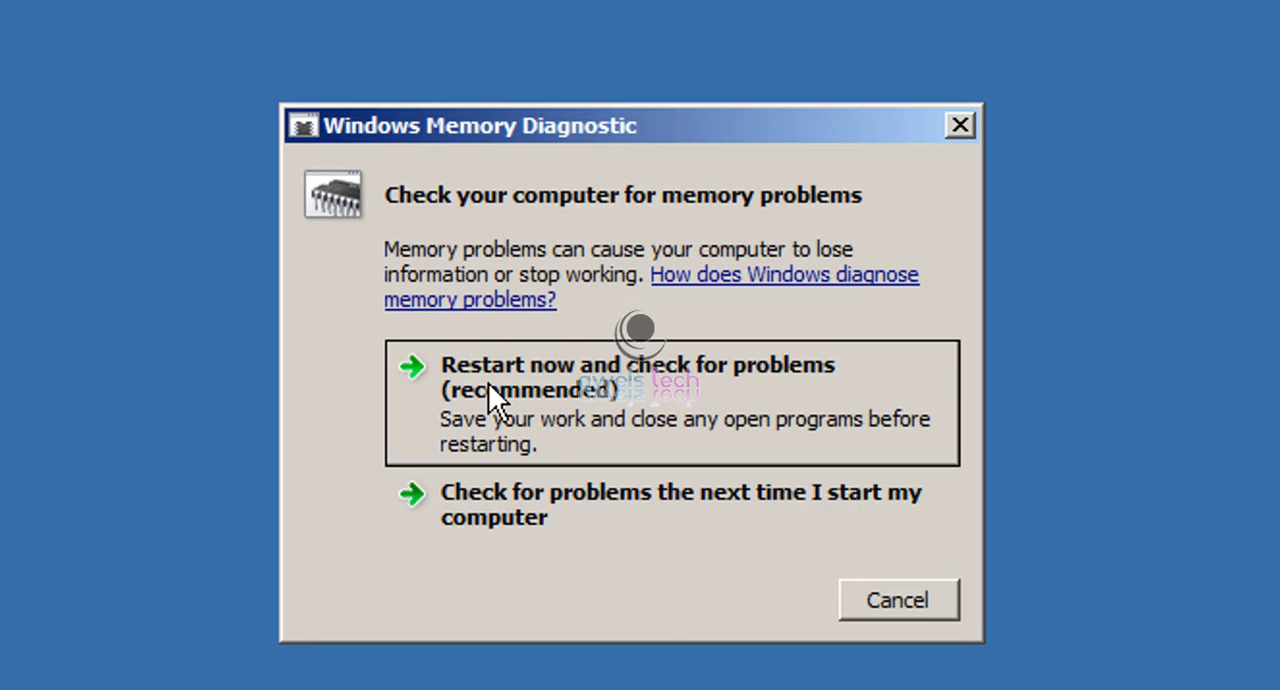 Windows Memory Diagnostic
Check your computer for memory problems
Memory problems can cause your computer to lose
information or stop working. How does Windows diagnose
memory problems?
Restart now and check for problems
(recommended)
qwels tech
Save your work and close any open programs before
restarting.
Check for problems the next time I start my
computer
Cancel